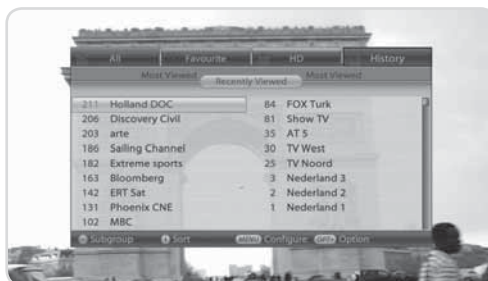 All Favourite HD History
Most Viewed Recently Viewed Most Viewed
211 Holland DOC
206 Discovery Civil
203 arte
186 Sailing Channel
182 Extreme sports
163 Bloomberg
142 ERT Sat
131 Phoenix CNE
102 MBC
84 FOX Turk
81 Show TV
35 AT 5
30 TV West
25 TV Noord
3 Nederland 3
2 Nederland 2
1 Nederland 1
Subgroup Sort MENU Configure OPT+ Option